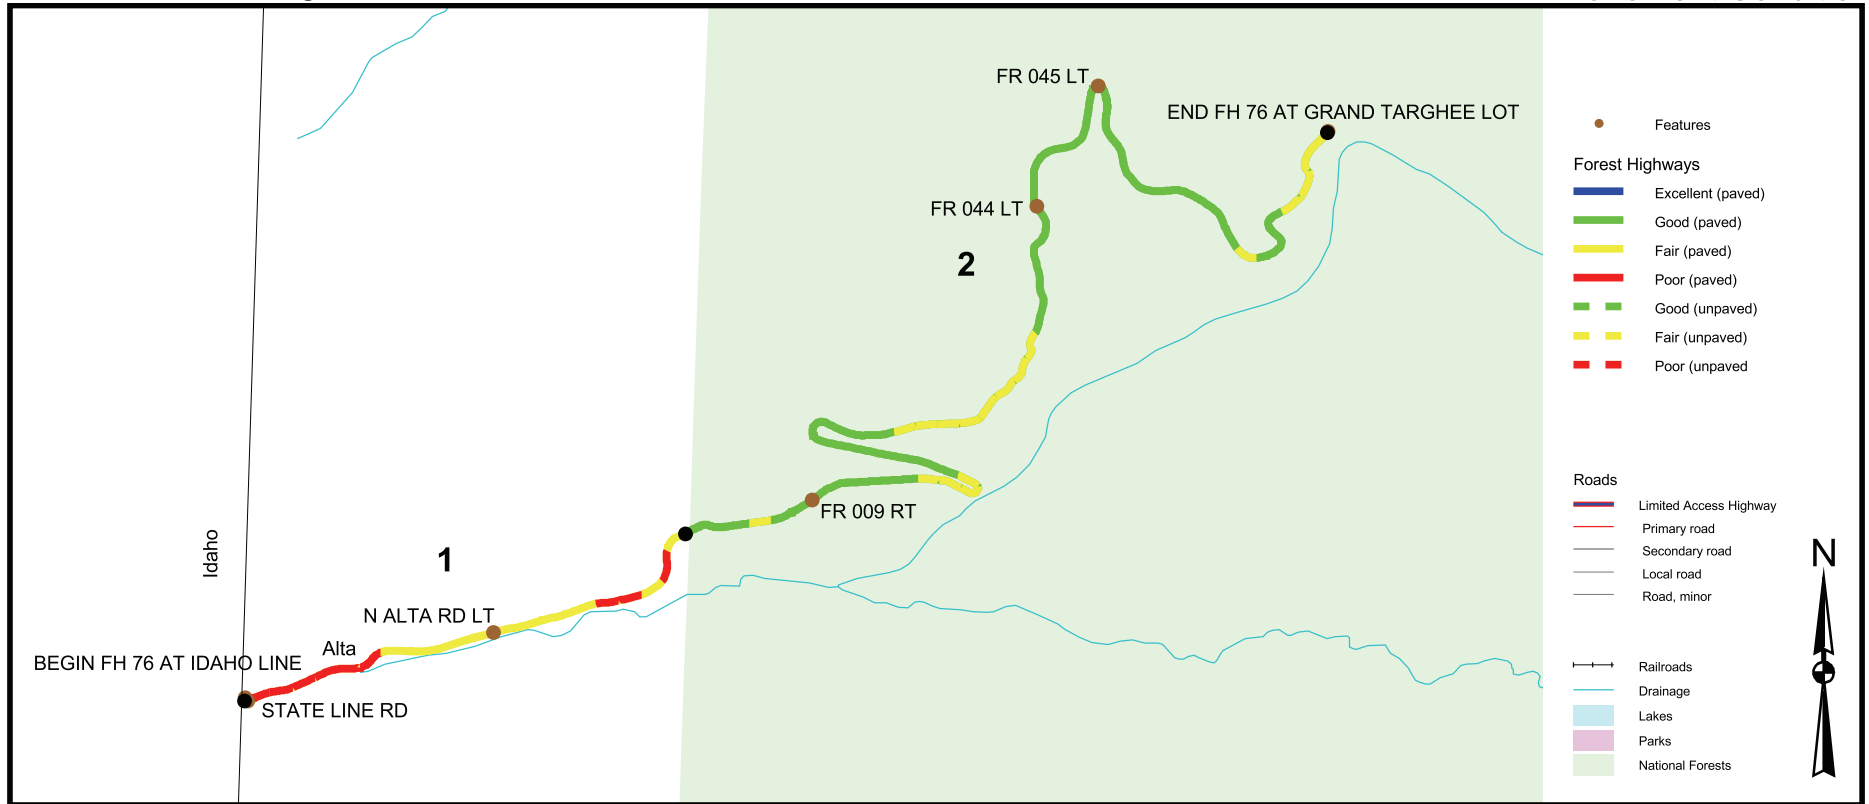 FR 045 LT
END FH 76 AT GRAND TARGHEE LOT
FR 044 LT
2
FR 009 RT
Idaho
1
N ALTA RD LT
Alta
BEGIN FH 76 AT IDAHO LINE
STATE LINE RD
Features
Forest Highways
Excellent (paved)
Good (paved)
Fair (paved)
Poor (paved)
Good (unpaved)
Fair (unpaved)
Poor (unpaved
Roads
Limited Access Highway
Primary road
Secondary road
Local road
Road, minor
N
Railroads
Drainage
Lakes
Parks
National Forests